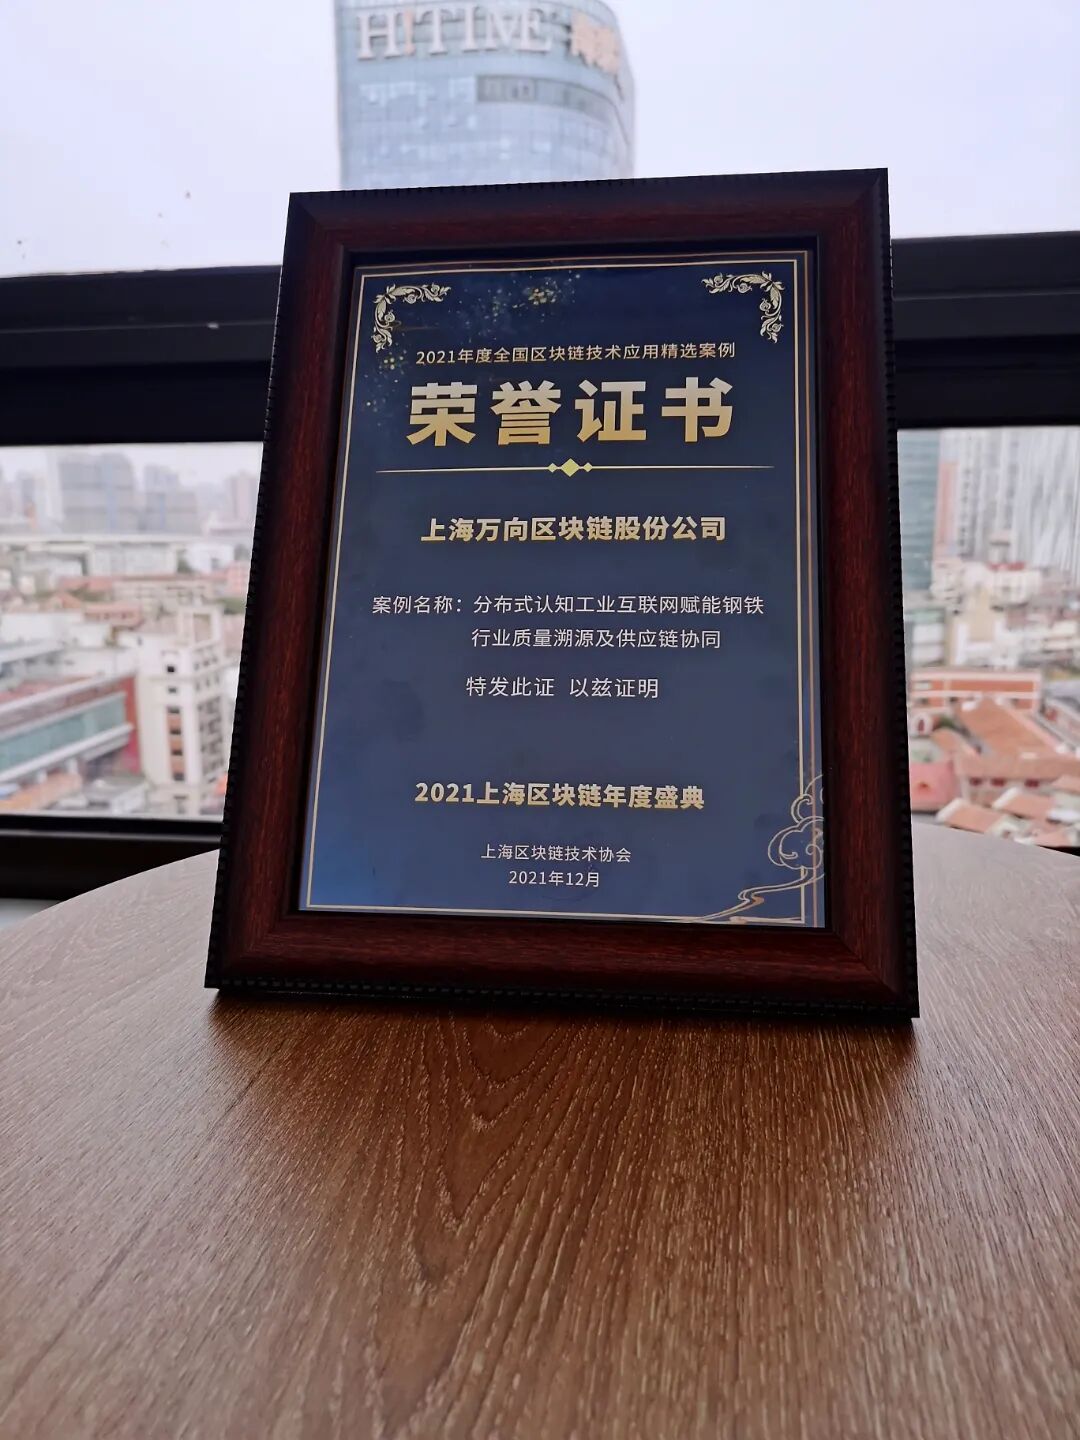 H!TIME
2021年度全国区块链技术应用精选案例
荣誉证书
上海万向区块链股份公司
案例名称：分布式认知工业互联网赋能钢铁
行业质量溯源及供应链协同
特发此证 以兹证明
2021上海区块链年度盛典
上海区块链技术协会
2021年12月